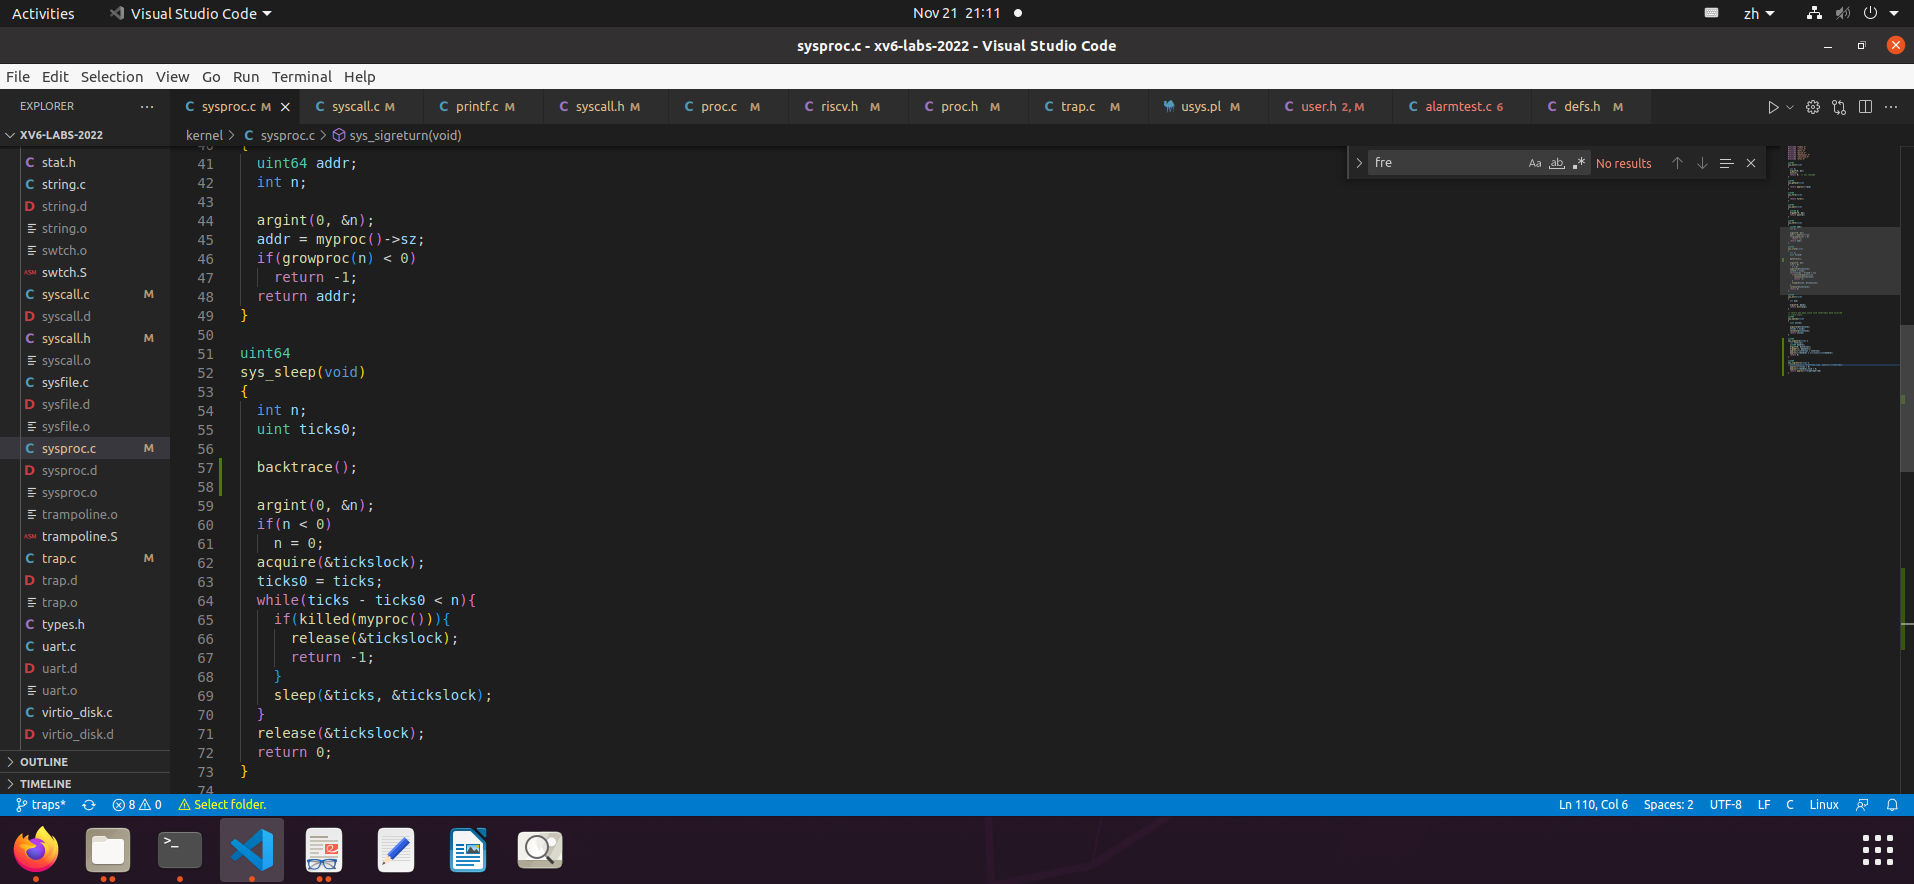 Activities
Visual Studio Code
Nov 21 21:11
zh
sysproc.c - xv6-labs-2022 - Visual Studio Code
File Edit Selection View Go Run Terminal Help
EXPLORER
sysproc.c M
syscall.c M
printf.c M
syscall.h M
proc.c M
riscv.h M
proc.h M
trap.c M
usys.pl M
user.h 2, M
alarmtest.c 6
defs.h M
XV6-LABS-2022
kernel > sysproc.c > sys_sigreturn(void)
fre
Aa ab No results
stat.h
string.c
string.d
string.o
swtch.o
swtch.S
syscall.c M
syscall.d
syscall.h M
syscall.o
sysfile.c
sysfile.d
sysfile.o
sysproc.c M
sysproc.d
sysproc.o
trampoline.o
trampoline.S
trap.c M
trap.d
trap.o
types.h
uart.c
uart.d
uart.o
virtio_disk.c
virtio_disk.d
OUTLINE
TIMELINE
40 {
41 uint64 addr;
42 int n;
43
44 argint(0, &n);
45 addr = myproc()->sz;
46 if(growproc(n) < 0)
47 return -1;
48 return addr;
49 }
50
51 uint64
52 sys_sleep(void)
53 {
54 int n;
55 uint ticks0;
56
57 backtrace();
58
59 argint(0, &n);
60 if(n < 0)
61 n = 0;
62 acquire(&tickslock);
63 ticks0 = ticks;
64 while(ticks - ticks0 < n){
65 if(killed(myproc())){
66 release(&tickslock);
67 return -1;
68 }
69 sleep(&ticks, &tickslock);
70 }
71 release(&tickslock);
72 return 0;
73 }
74
traps* 8 0 Select folder.
Ln 110, Col 6 Spaces: 2 UTF-8 LF C Linux